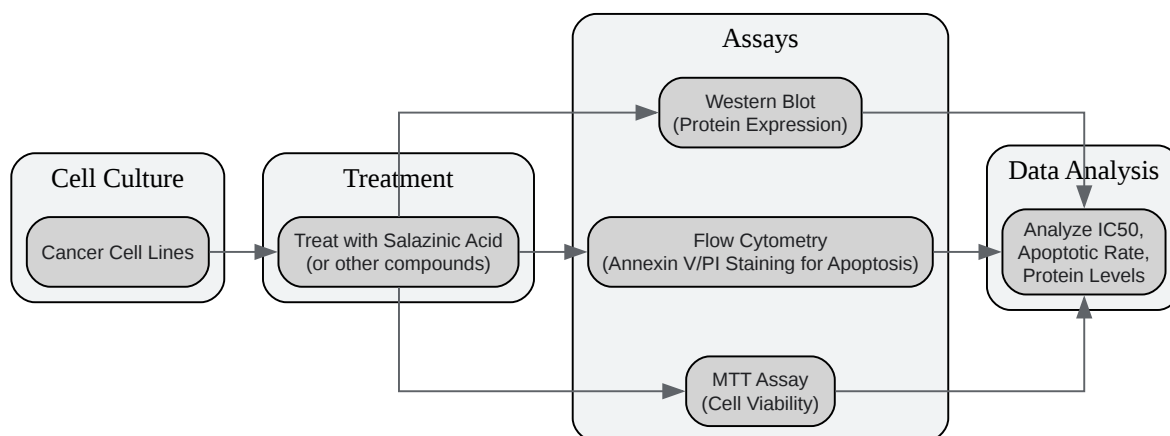 Cell Culture
Cancer Cell Lines
Treatment
Treat with Salazinic Acid
(or other compounds)
Assays
Western Blot
(Protein Expression)
Flow Cytometry
(Annexin V/PI Staining for Apoptosis)
MTT Assay
(Cell Viability)
Data Analysis
Analyze IC50,
Apoptotic Rate,
Protein Levels